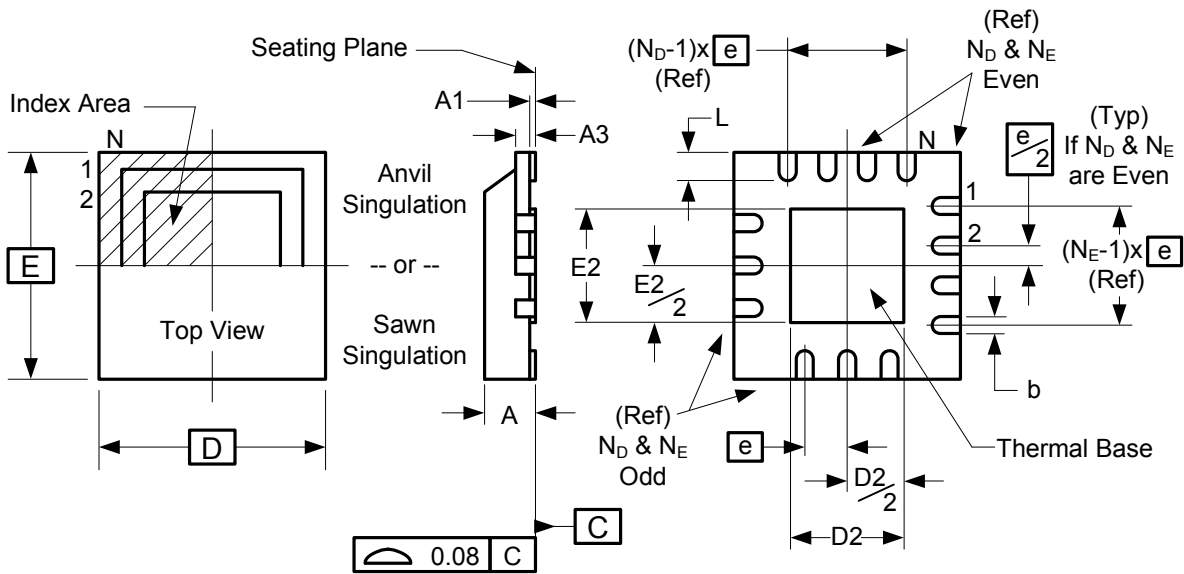 Seating Plane
Index Area
N
1
2
E
Top View
D
Anvil
Singulation
-- or --
Sawn
Singulation
A1
A3
A
C
0.08 C
(N_D-1)x e
(Ref)
L
(Ref)
N_D & N_E
Even
N
1
2
e/2
(Typ)
If N_D & N_E
are Even
(N_E-1)x e
(Ref)
E2
E2/2
b
(Ref)
N_D & N_E
Odd
e
Thermal Base
D2/2
D2